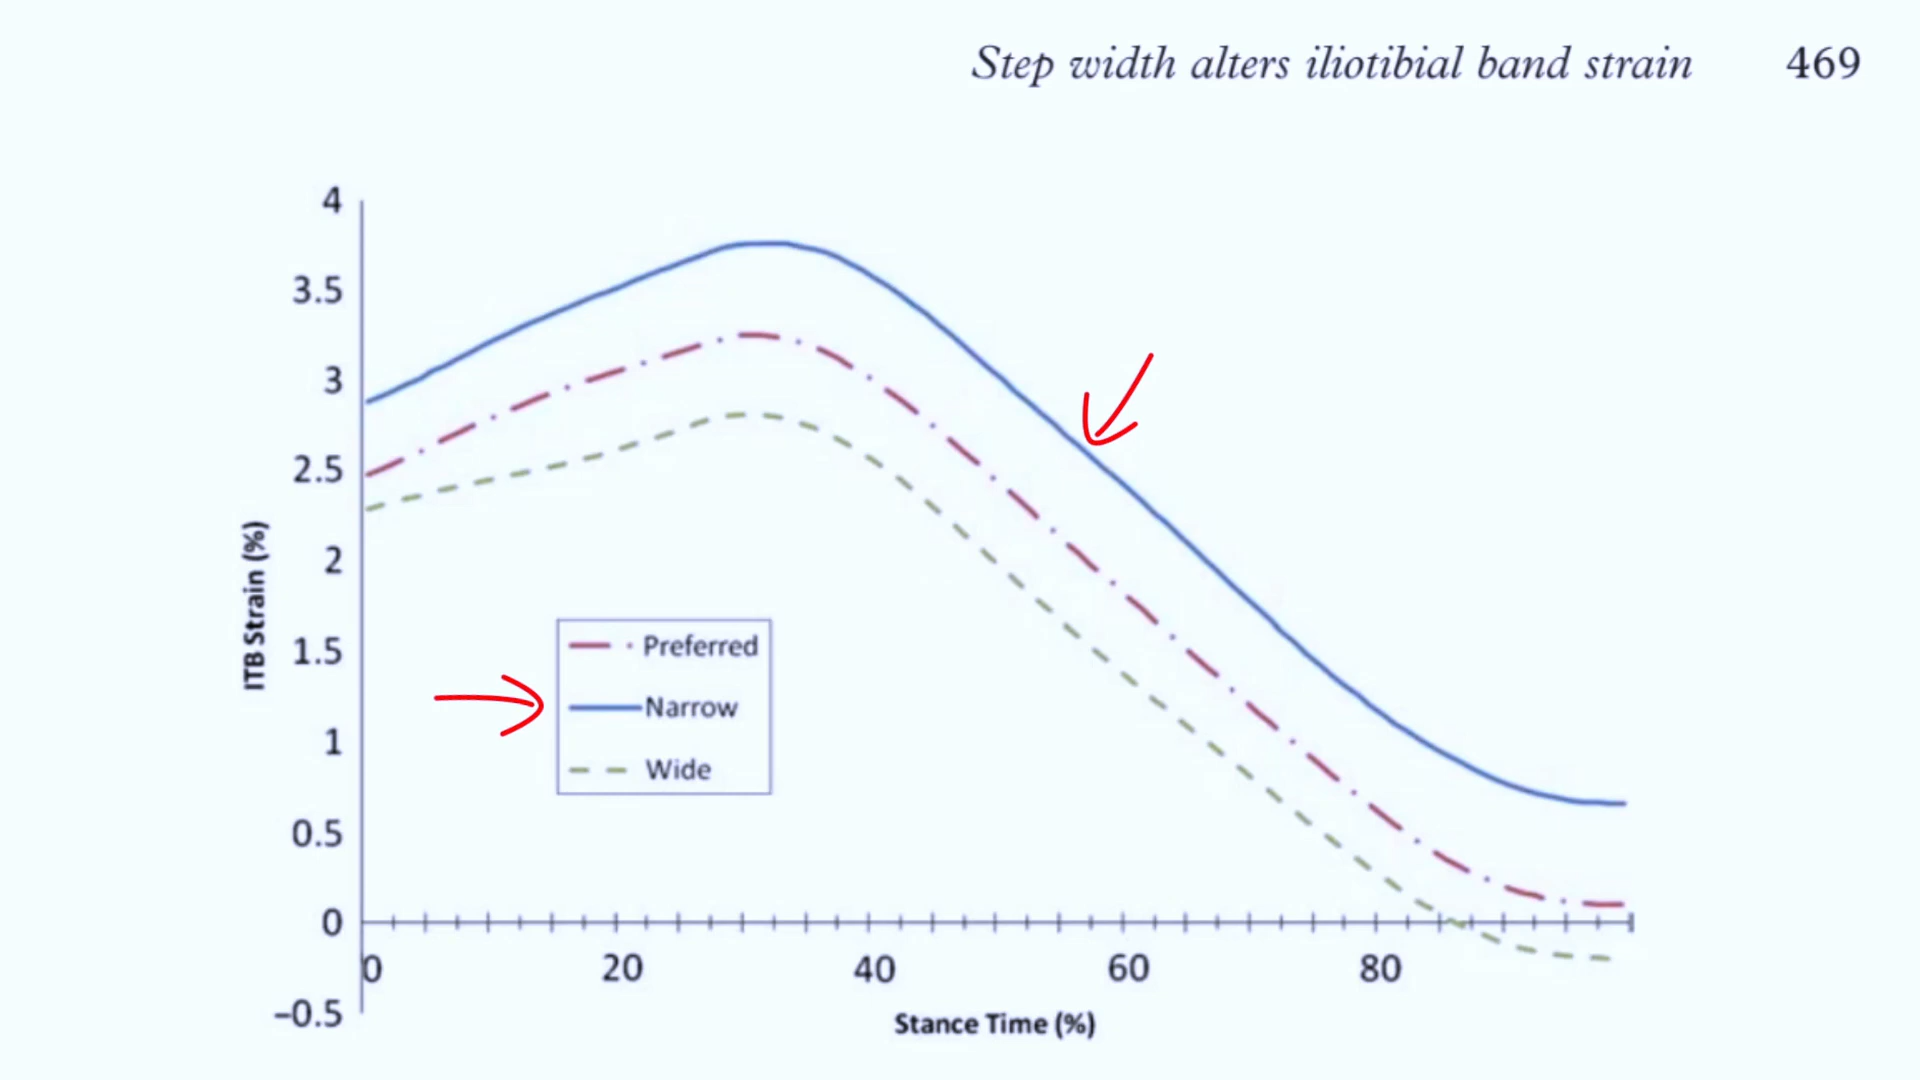 Step width alters iliotibial band strain 469
4
3.5
3
2.5
2
1.5
1
0.5
0
–0.5
ITB Strain (%)
Preferred
Narrow
Wide
0 20 40 60 80
Stance Time (%)